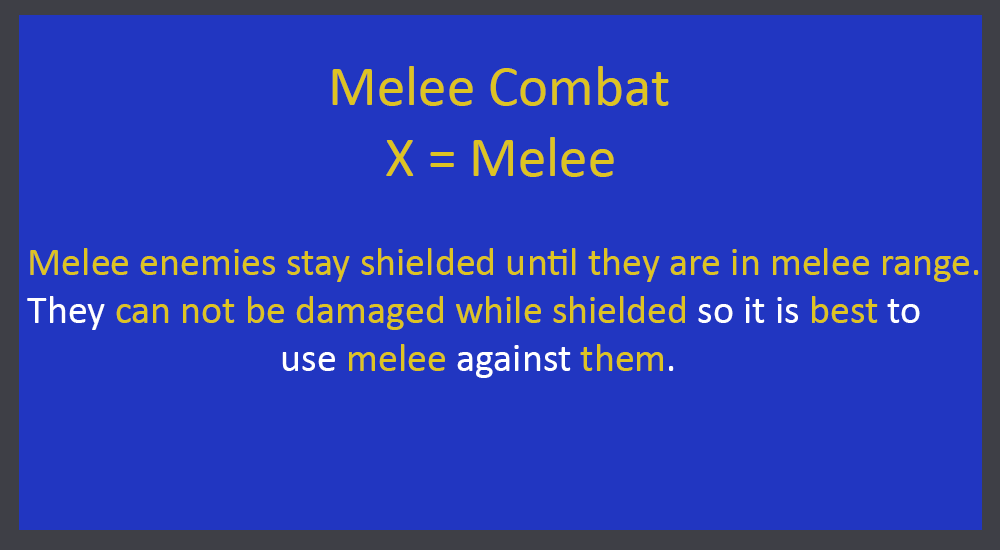 Melee Combat
X = Melee
Melee enemies stay shielded until they are in melee range.
They can not be damaged while shielded so it is best to
use melee against them.